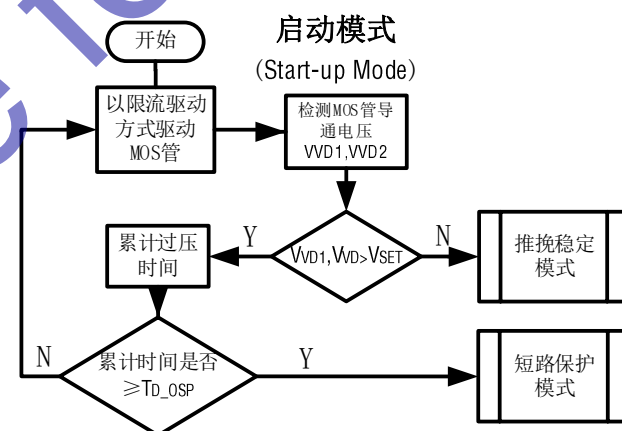 启动模式
(Start-up Mode)
开始
以限流驱动
方式驱动
MOS管
检测MOS管导
通电压
VVD1,VVD2
VVD1,VVD>VSET
Y
N
累计过压
时间
推挽稳定
模式
累计时间是否
≥TD_OSP
N
Y
短路保护
模式